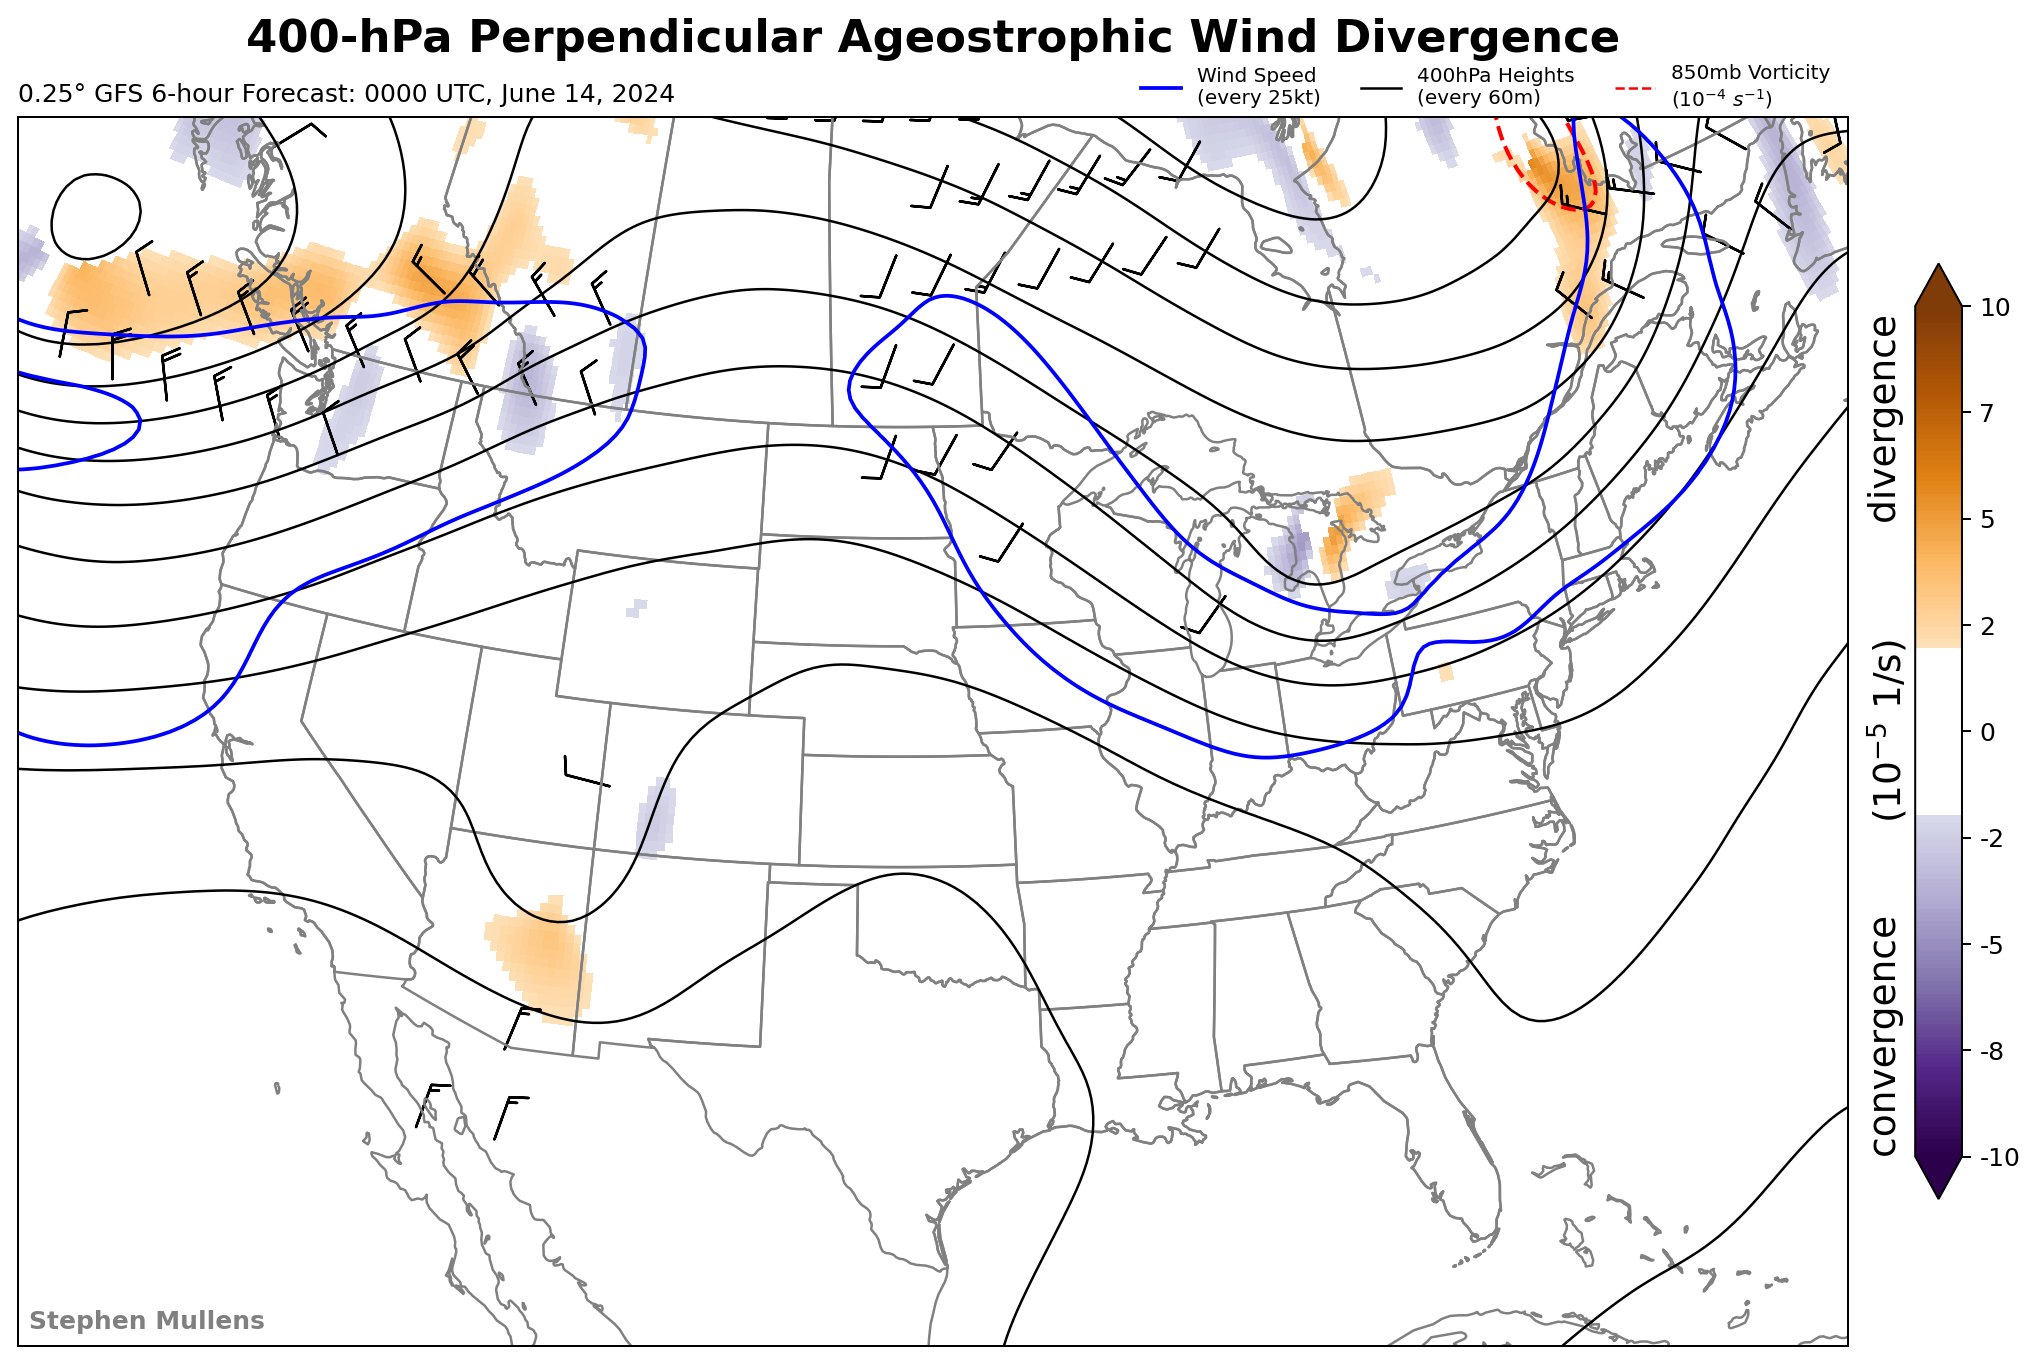 400-hPa Perpendicular Ageostrophic Wind Divergence
0.25° GFS 6-hour Forecast: 0000 UTC, June 14, 2024
Wind Speed
(every 25kt)
400hPa Heights
(every 60m)
850mb Vorticity
(10⁻⁴ s⁻¹)
10
7
5
2
0
-2
-5
-8
-10
convergence (10⁻⁵ 1/s) divergence
Stephen Mullens